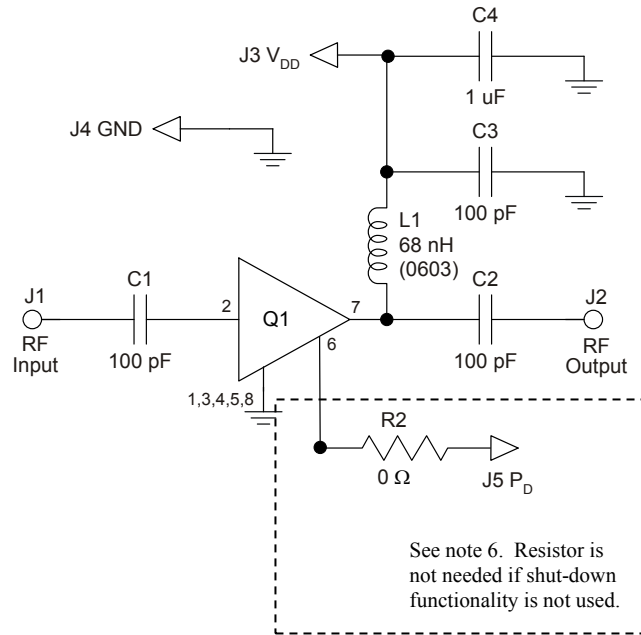 C4
J3 VDD
1 uF
J4 GND
C3
100 pF
L1
68 nH
(0603)
C1
C2
J1
2
Q1
7
J2
6
RF
Input
100 pF
100 pF
RF
Output
1,3,4,5,8
R2
0 Ω
J5 PD
See note 6. Resistor is
not needed if shut-down
functionality is not used.